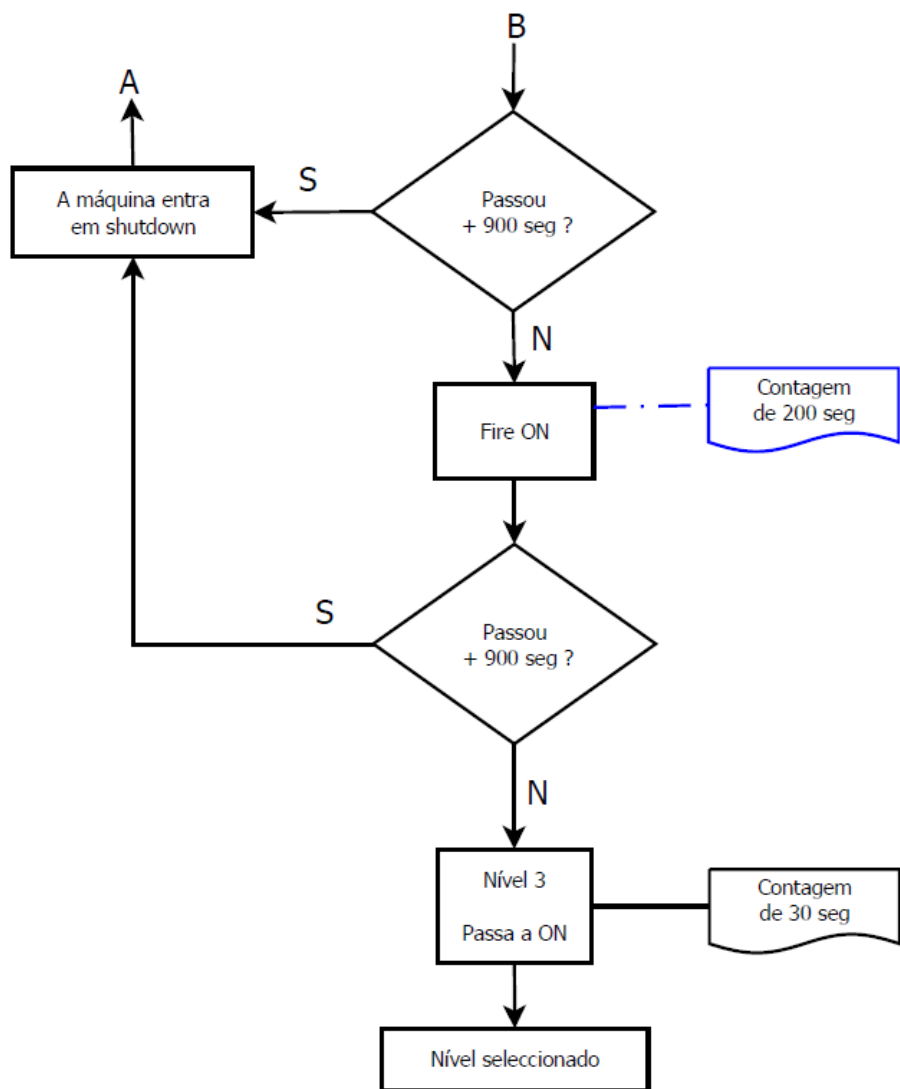 B
A
S
A máquina entra
em shutdown
Passou
+ 900 seg ?
N
Fire ON
Contagem
de 200 seg
S
Passou
+ 900 seg ?
N
Nível 3
Passa a ON
Contagem
de 30 seg
Nível seleccionado